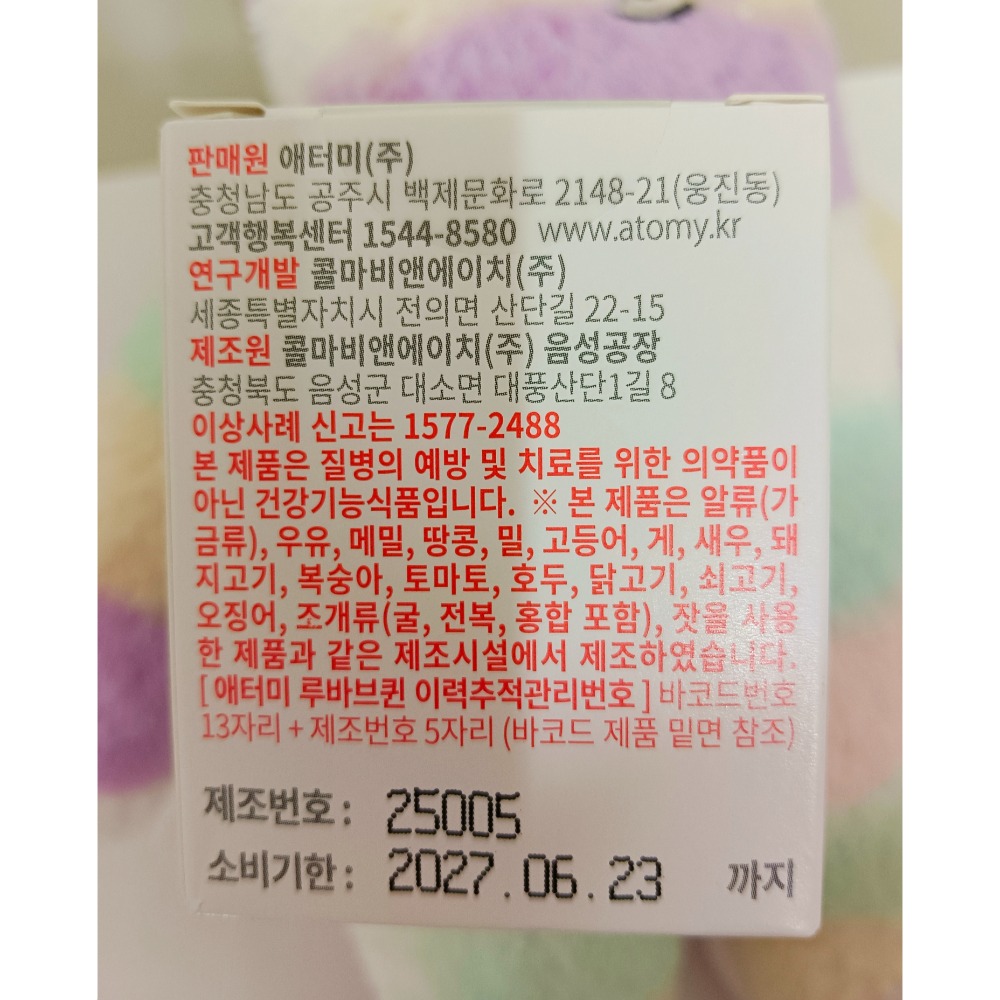 판매원 애터미(주)
충청남도 공주시 백제문화로 2148-21(웅진동)
고객행복센터 1544-8580 www.atomy.kr
연구개발 콜마비앤에이치(주)
세종특별자치시 전의면 산단길 22-15
제조원 콜마비앤에이치(주) 음성공장
충청북도 음성군 대소면 대풍산단1길 8
이상사례 신고는 1577-2488
본 제품은 질병의 예방 및 치료를 위한 의약품이
아닌 건강기능식품입니다. ※ 본 제품은 알류(가
금류), 우유, 메밀, 땅콩, 밀, 고등어, 게, 새우, 돼
지고기, 복숭아, 토마토, 호두, 닭고기, 쇠고기,
오징어, 조개류(굴, 전복, 홍합 포함), 잣을 사용
한 제품과 같은 제조시설에서 제조하였습니다.
[ 애터미 루바브퀸 이력추적관리번호 ] 바코드번호
13자리 + 제조번호 5자리 (바코드 제품 밑면 참조)
제조번호 : 25005
소비기한 : 2027.06.23 까지